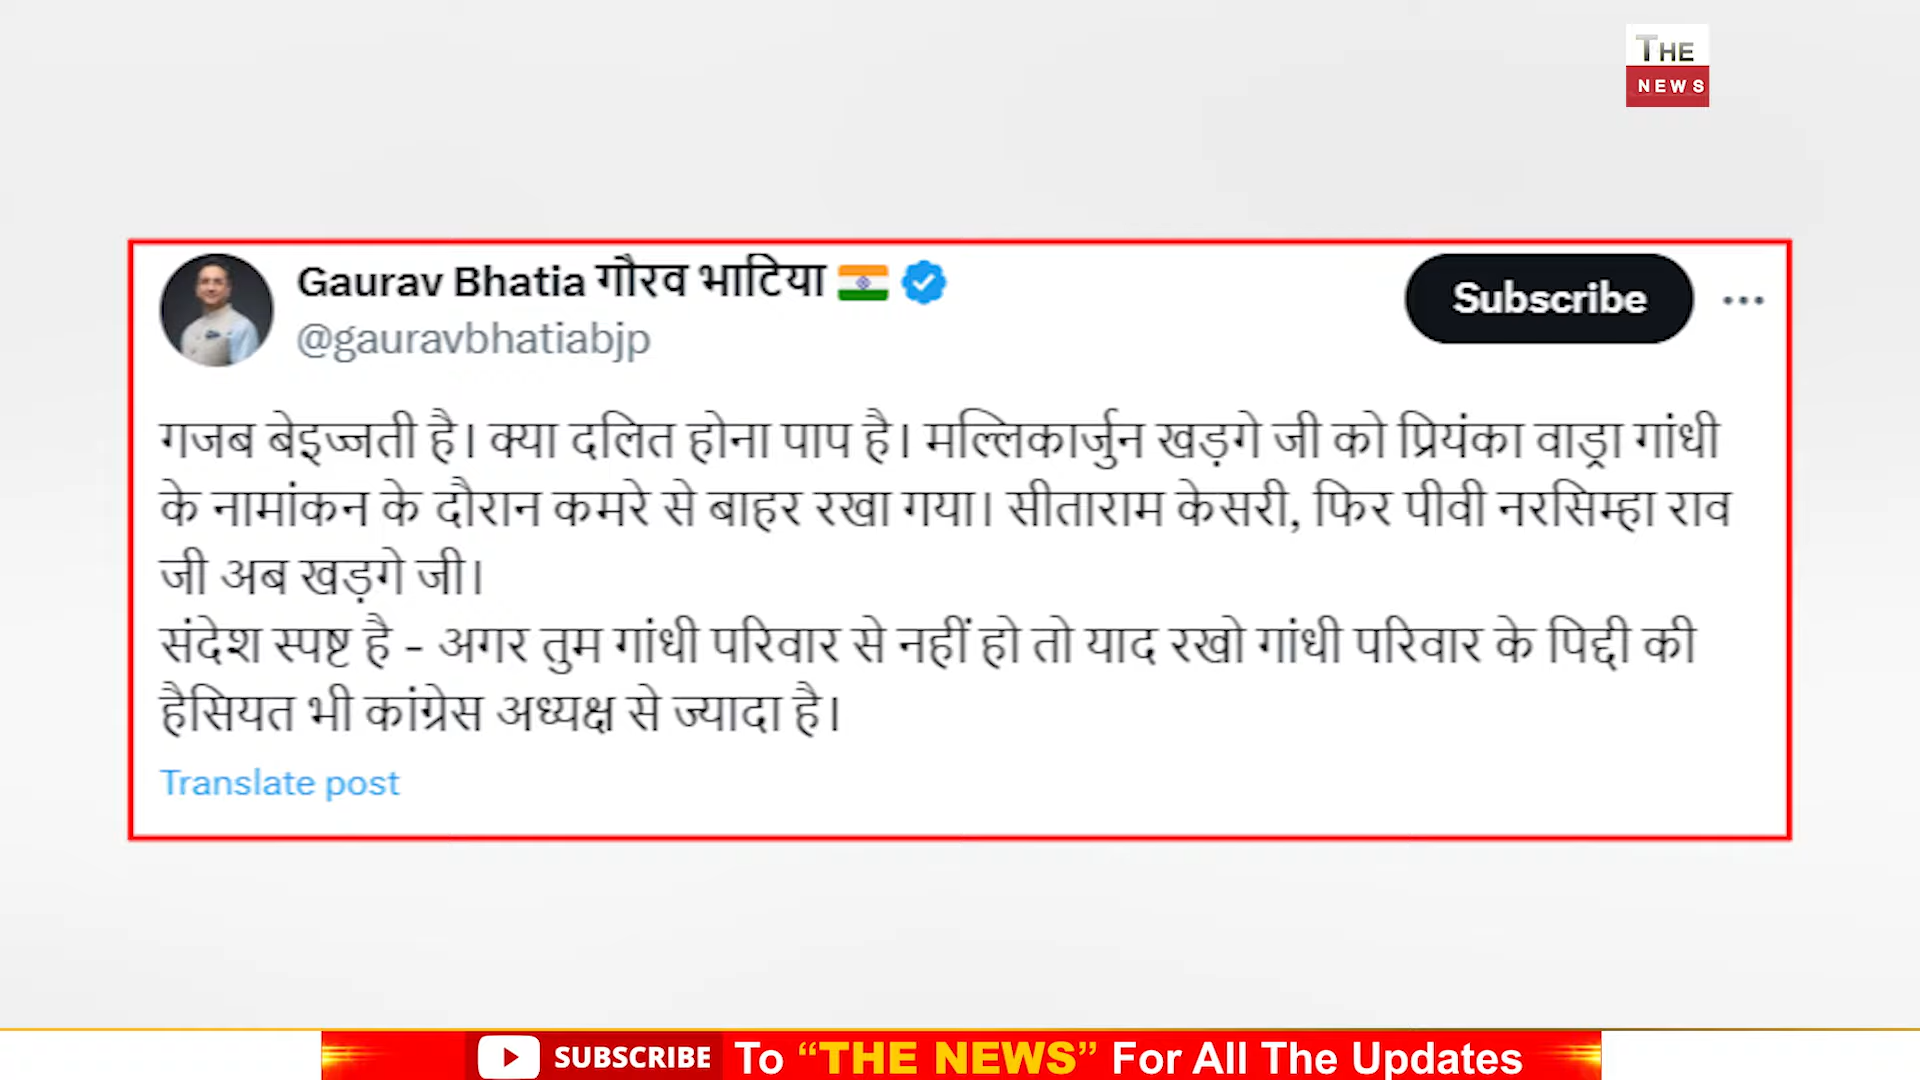 THE
NEWS
Gaurav Bhatia गौरव भाटिया
@gauravbhatiabjp
Subscribe
गजब बेइज्जती है। क्या दलित होना पाप है। मल्लिकार्जुन खड़गे जी को प्रियंका वाड्रा गांधी
के नामांकन के दौरान कमरे से बाहर रखा गया। सीताराम केसरी, फिर पीवी नरसिम्हा राव
जी अब खड़गे जी।
संदेश स्पष्ट है - अगर तुम गांधी परिवार से नहीं हो तो याद रखो गांधी परिवार के पिद्दी की
हैसियत भी कांग्रेस अध्यक्ष से ज्यादा है।
Translate post
SUBSCRIBE To “THE NEWS” For All The Updates